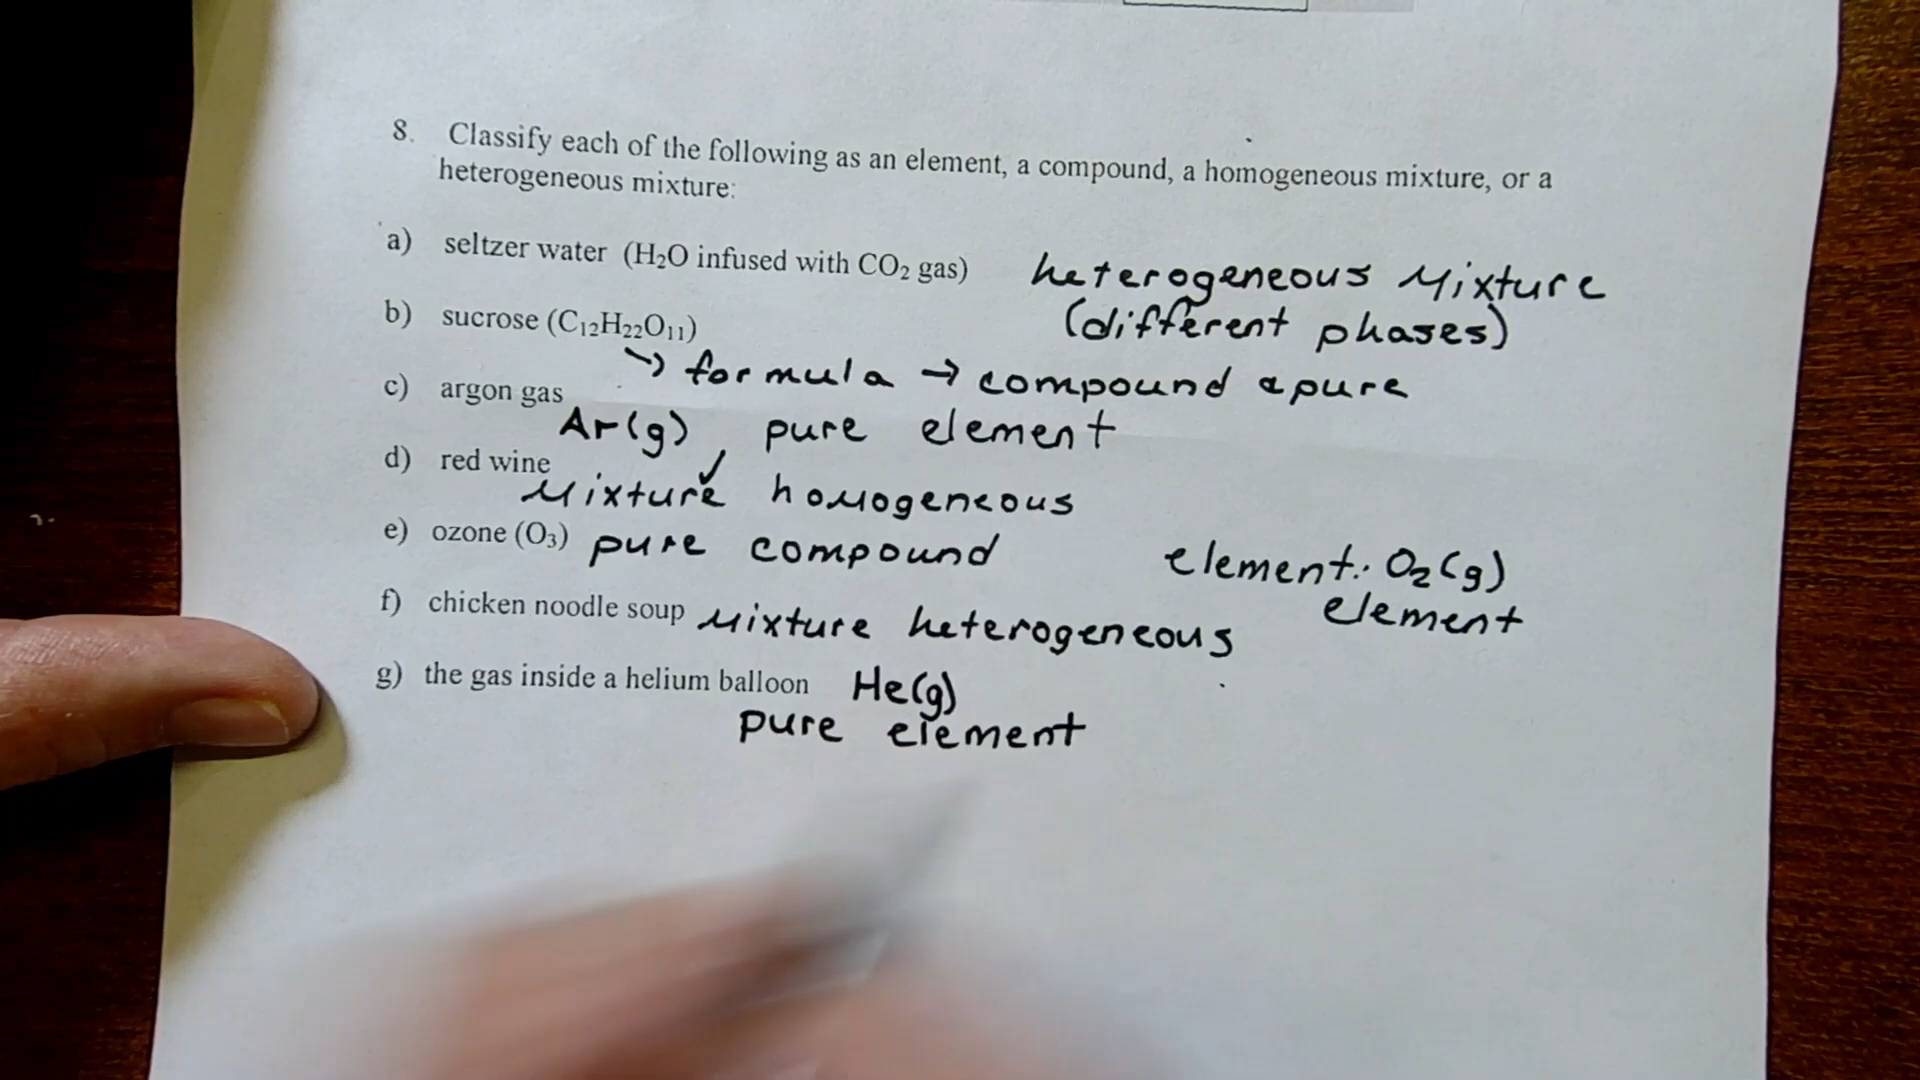 8. Classify each of the following as an element, a compound, a homogeneous mixture, or a
heterogeneous mixture:
a) seltzer water (H₂O infused with CO₂ gas) heterogeneous Mixture
(different phases)
b) sucrose (C₁₂H₂₂O₁₁)
→ formula → compound & pure
c) argon gas
Ar(g), pure element
d) red wine
Mixture homogeneous
e) ozone (O₃) pure compound element: O₂(g)
element
f) chicken noodle soup Mixture heterogeneous
g) the gas inside a helium balloon He(g)
pure element